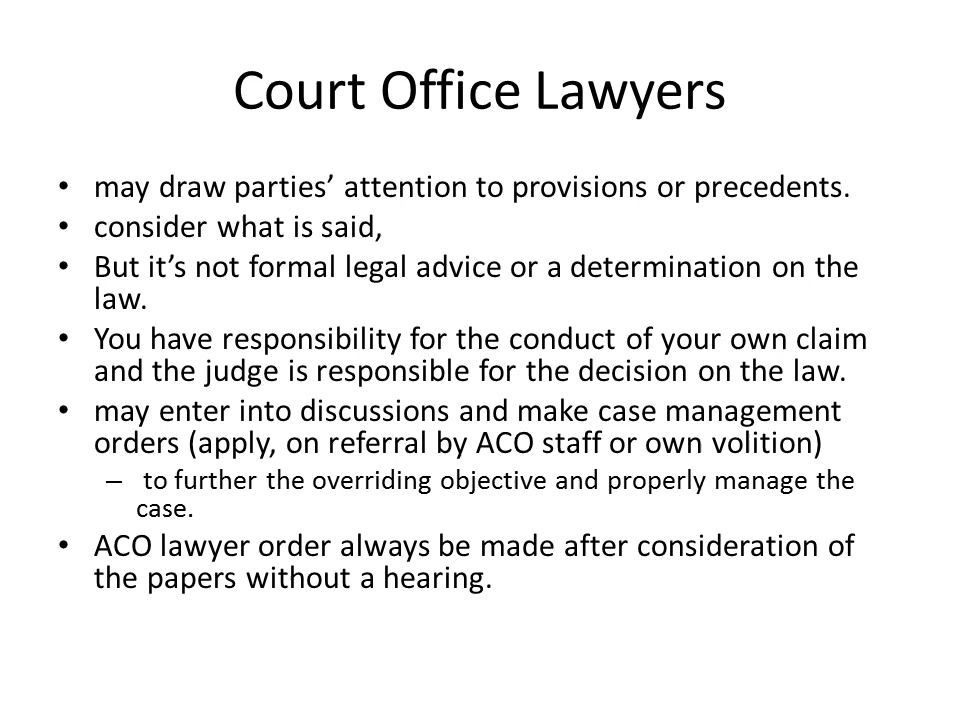 Court Office Lawyers
• may draw parties’ attention to provisions or precedents.
• consider what is said,
• But it’s not formal legal advice or a determination on the
law.
• You have responsibility for the conduct of your own claim
and the judge is responsible for the decision on the law.
• may enter into discussions and make case management
orders (apply, on referral by ACO staff or own volition)
– to further the overriding objective and properly manage the
case.
• ACO lawyer order always be made after consideration of
the papers without a hearing.